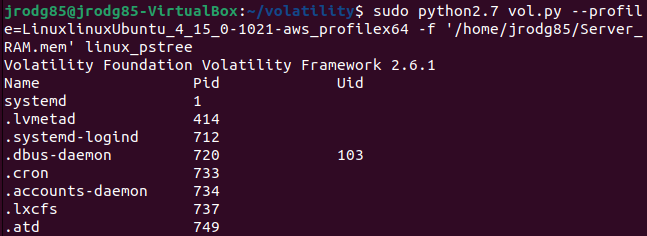 jrodg85@jrodg85-VirtualBox:~/volatility$ sudo python2.7 vol.py --profil
e=LinuxlinuxUbuntu_4_15_0-1021-aws_profilex64 -f '/home/jrodg85/Server_
RAM.mem' linux_pstree
Volatility Foundation Volatility Framework 2.6.1
Name Pid Uid
systemd 1
.lvmetad 414
.systemd-logind 712
.dbus-daemon 720 103
.cron 733
.accounts-daemon 734
.lxcfs 737
.atd 749